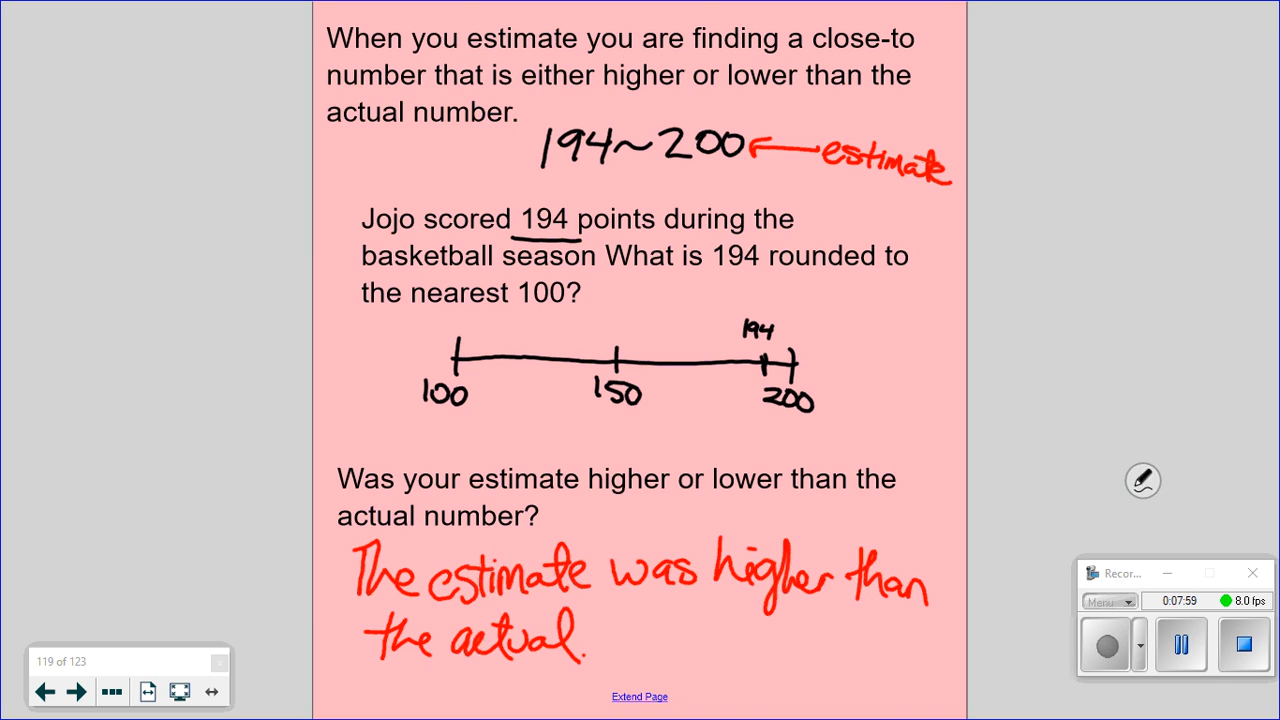 When you estimate you are finding a close-to
number that is either higher or lower than the
actual number.
194~200 estimate
Jojo scored 194 points during the
basketball season What is 194 rounded to
the nearest 100?
194
100 150 200
Was your estimate higher or lower than the
actual number?
The estimate was higher than
the actual.
Recor...
Menu 0:07:59 8.0 fps
119 of 123
Extend Page